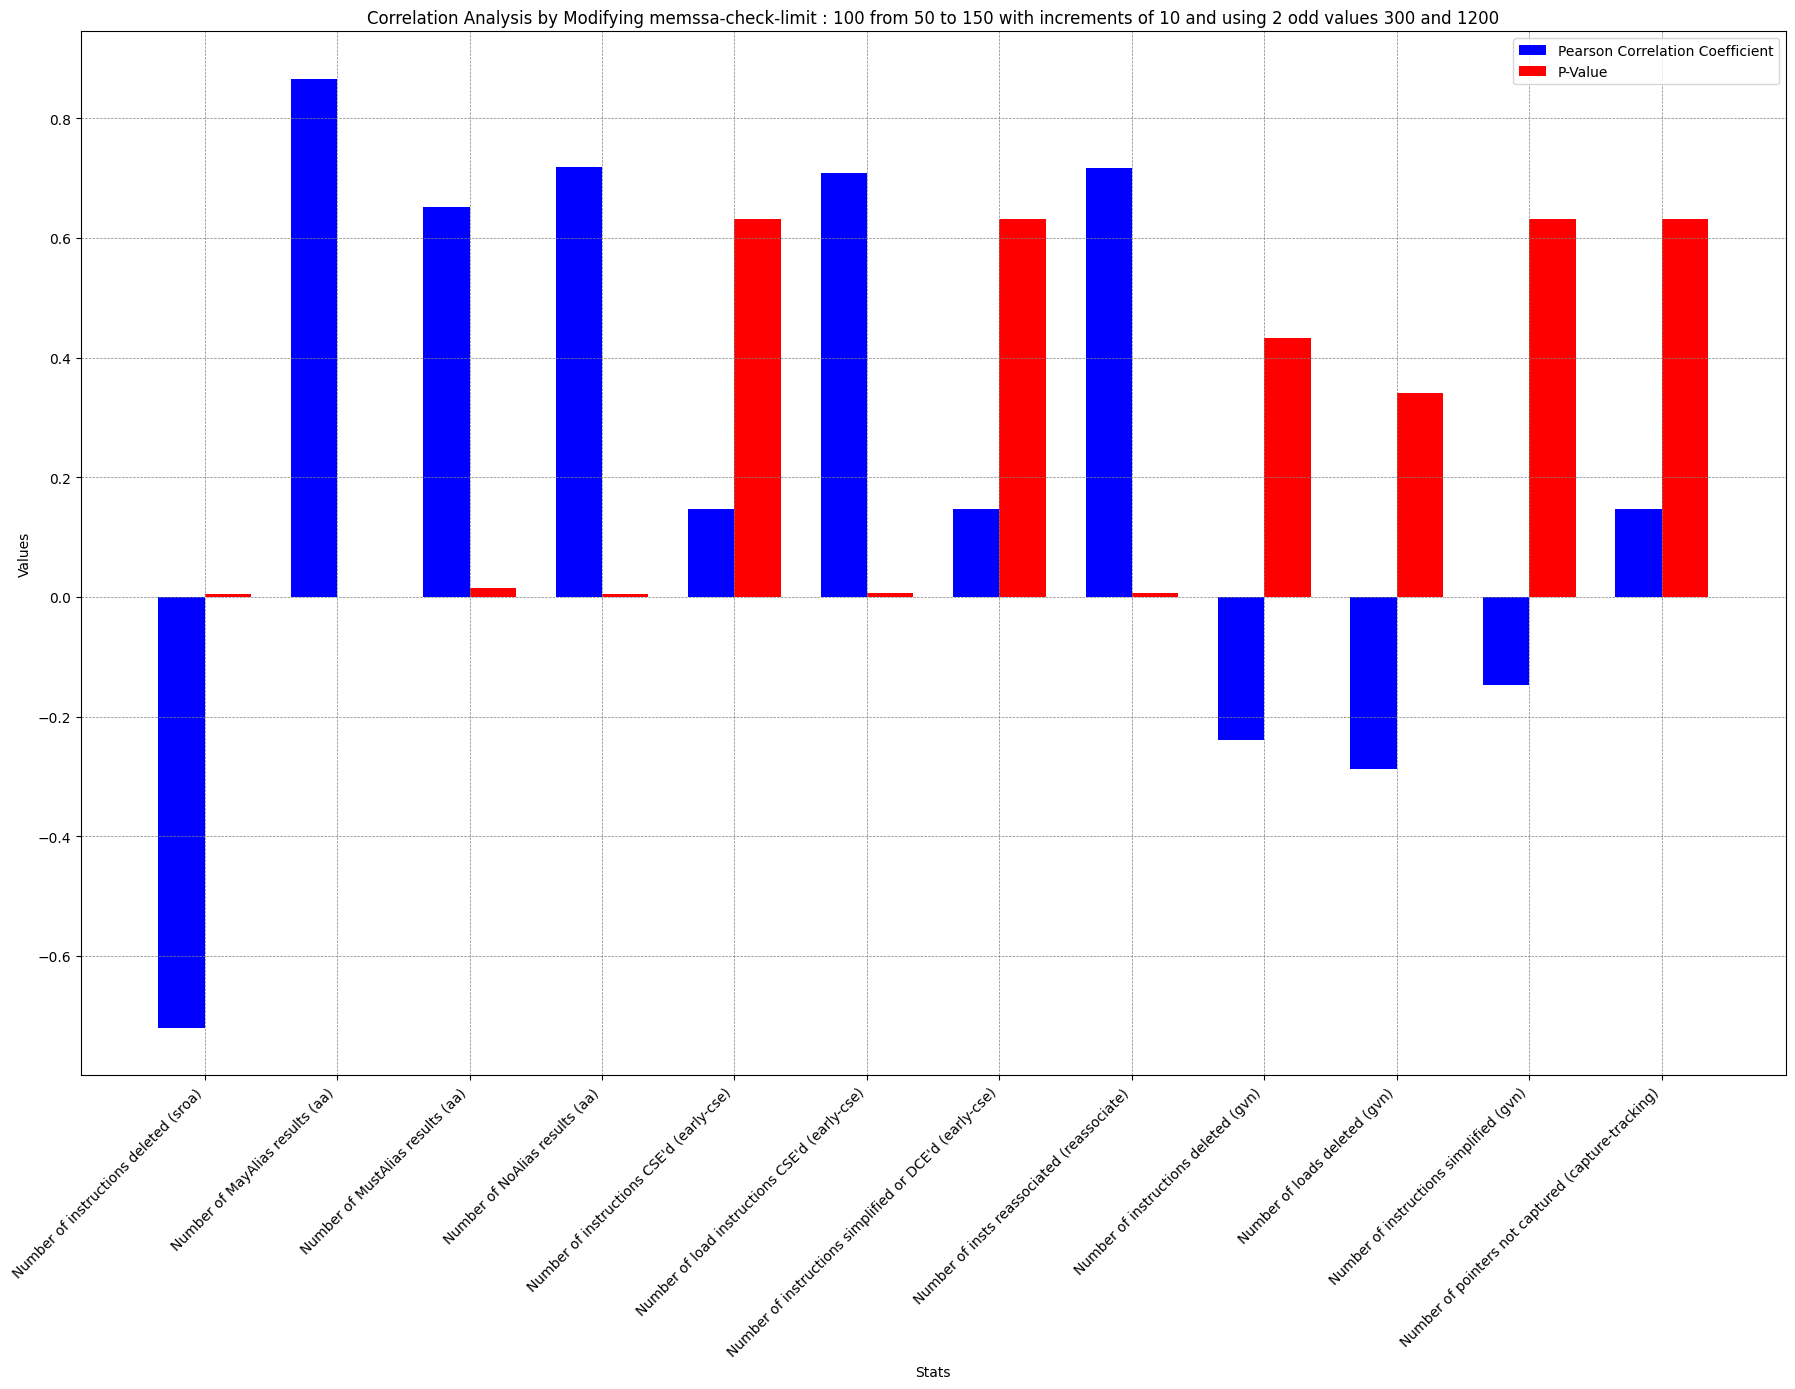 Correlation Analysis by Modifying memssa-check-limit : 100 from 50 to 150 with increments of 10 and using 2 odd values 300 and 1200
Pearson Correlation Coefficient
P-Value
Values
0.8
0.6
0.4
0.2
0.0
−0.2
−0.4
−0.6
Number of instructions deleted (sroa)
Number of MayAlias results (aa)
Number of MustAlias results (aa)
Number of NoAlias results (aa)
Number of instructions CSE'd (early-cse)
Number of load instructions CSE'd (early-cse)
Number of instructions simplified or DCE'd (early-cse)
Number of insts reassociated (reassociate)
Number of instructions deleted (gvn)
Number of loads deleted (gvn)
Number of instructions simplified (gvn)
Number of pointers not captured (capture-tracking)
Stats